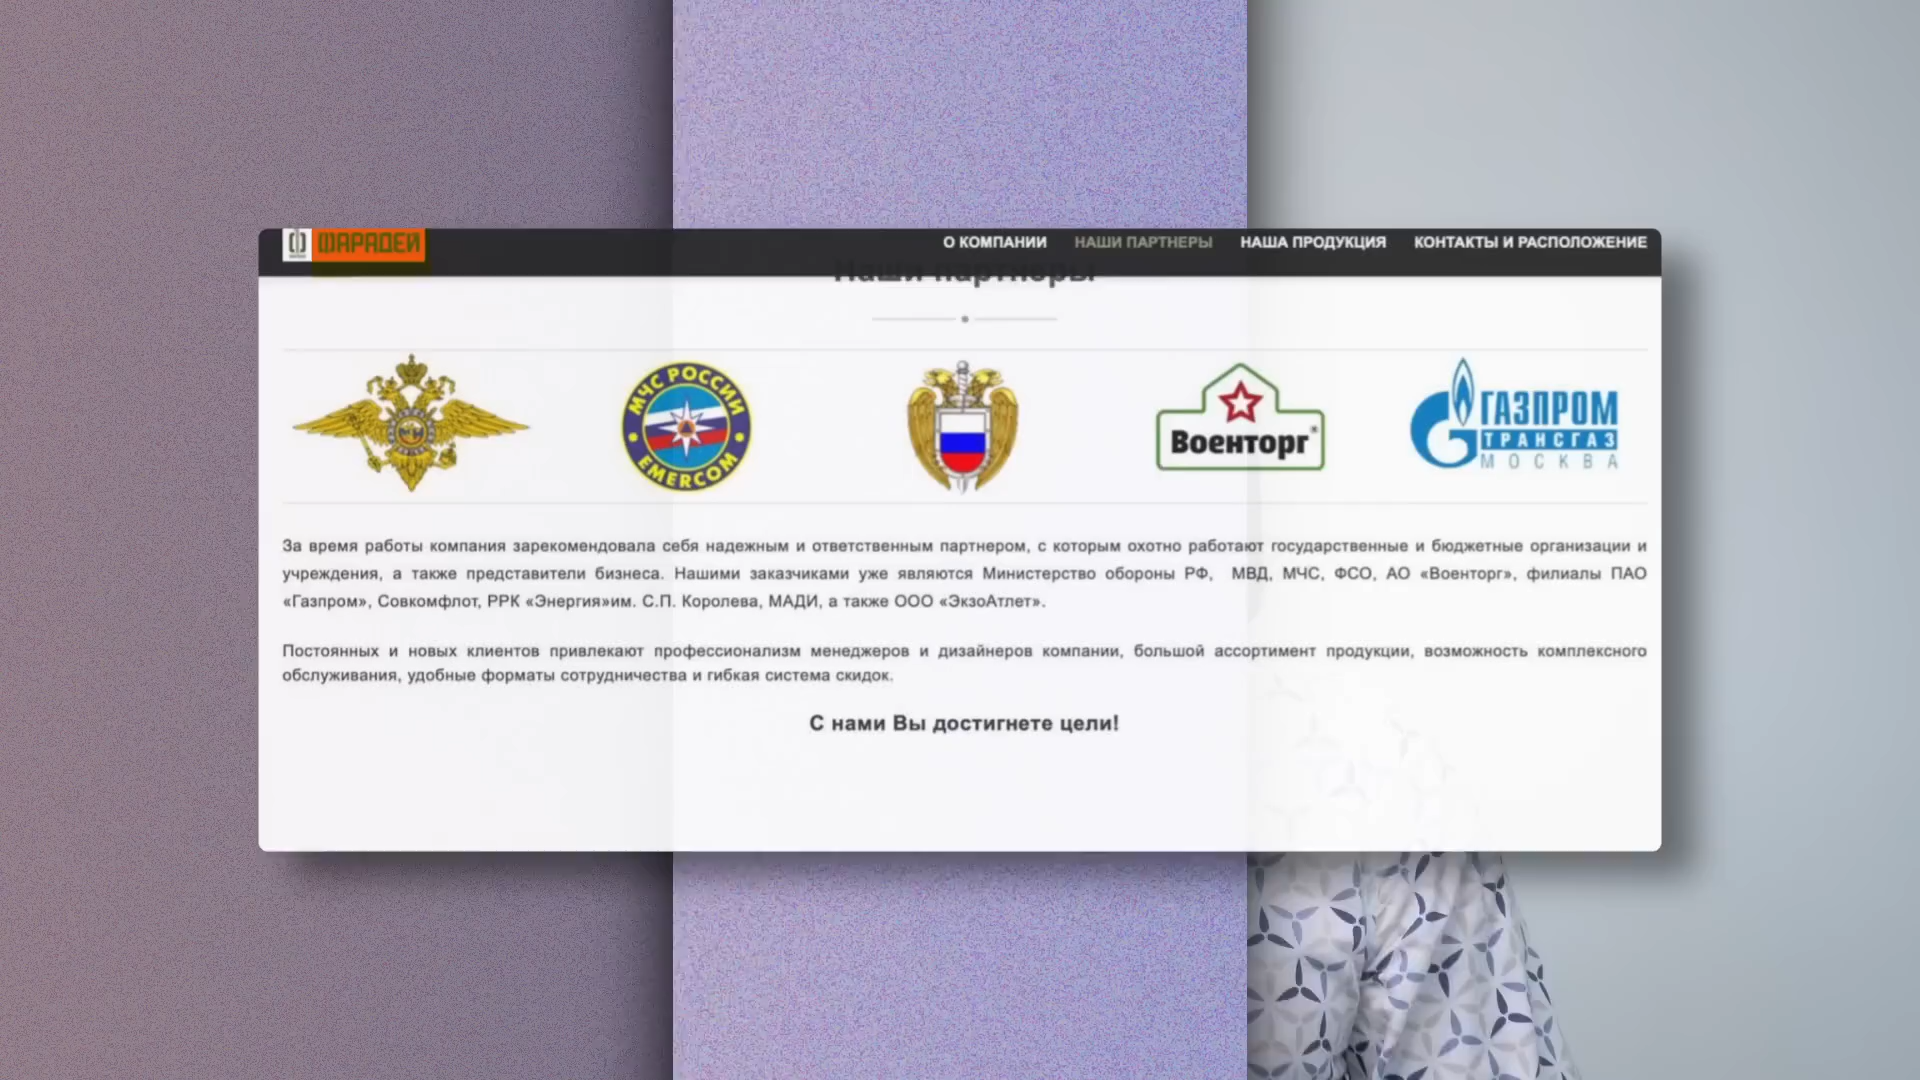 ФАРАДЕЙ
О КОМПАНИИ
НАШИ ПАРТНЕРЫ
НАША ПРОДУКЦИЯ
КОНТАКТЫ И РАСПОЛОЖЕНИЕ
Наши партнеры
МЧС РОССИИ
EMERCOM
Военторг
ГАЗПРОМ
ТРАНСГАЗ
МОСКВА
За время работы компания зарекомендовала себя надежным и ответственным партнером, с которым охотно работают государственные и бюджетные организации и
учреждения, а также представители бизнеса. Нашими заказчиками уже являются Министерство обороны РФ, МВД, МЧС, ФСО, АО «Военторг», филиалы ПАО
«Газпром», Совкомфлот, РРК «Энергия»им. С.П. Королева, МАДИ, а также ООО «ЭкзоАтлет».
Постоянных и новых клиентов привлекают профессионализм менеджеров и дизайнеров компании, большой ассортимент продукции, возможность комплексного
обслуживания, удобные форматы сотрудничества и гибкая система скидок.
С нами Вы достигнете цели!